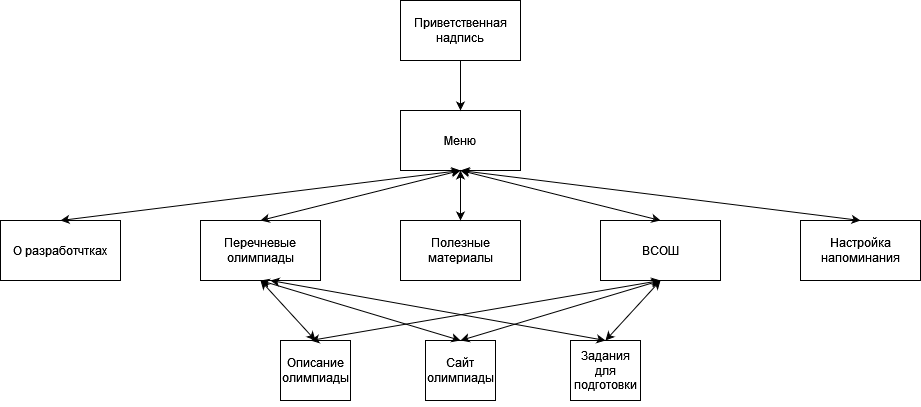 Приветственная
надпись
Меню
О разработчтках
Перечневые
олимпиады
Полезные
материалы
ВСОШ
Настройка
напоминания
Описание
олимпиады
Сайт
олимпиады
Задания
для
подготовки